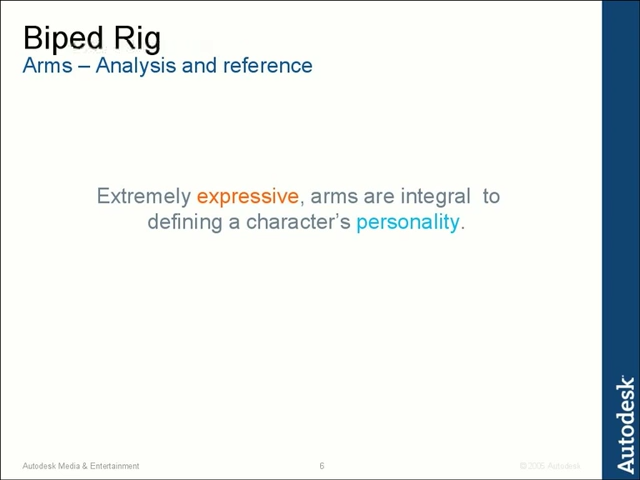 Biped Rig
Arms – Analysis and reference
Extremely expressive, arms are integral to
defining a character's personality.
Autodesk
Autodesk Media & Entertainment
6
© 2006 Autodesk